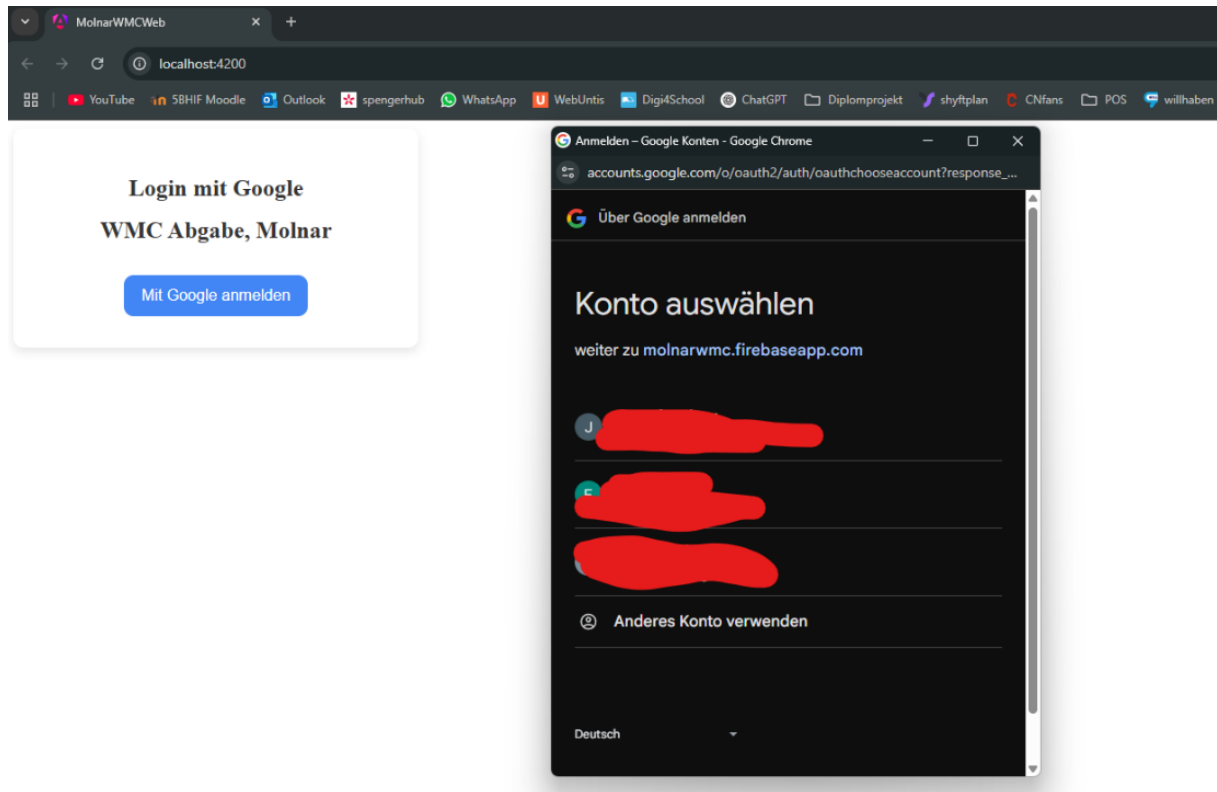 MolnarWMCWeb
localhost:4200
YouTube 5BHIF Moodle Outlook spengerhub WhatsApp WebUntis Digi4School ChatGPT Diplomprojekt shyftplan CNfans POS willhaben
Login mit Google
WMC Abgabe, Molnar
Mit Google anmelden
Anmelden – Google Konten - Google Chrome
accounts.google.com/o/oauth2/auth/oauthchooseaccount?response_...
Über Google anmelden
Konto auswählen
weiter zu molnarwmc.firebaseapp.com
J
Anderes Konto verwenden
Deutsch